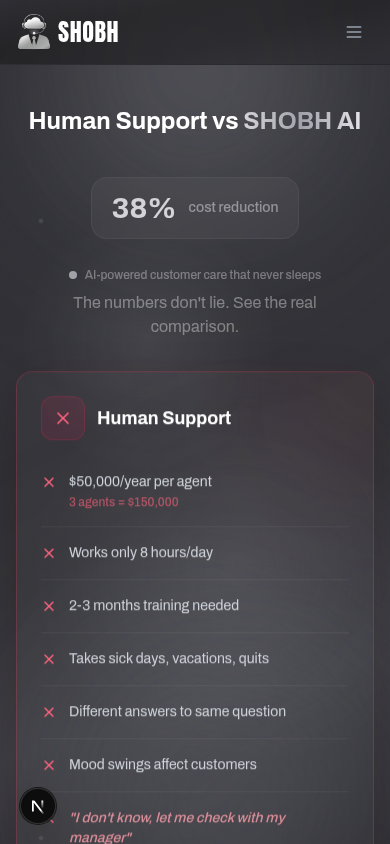 SHOBH
Human Support vs SHOBH AI
38% cost reduction
AI-powered customer care that never sleeps
The numbers don't lie. See the real
comparison.
Human Support
$50,000/year per agent
3 agents = $150,000
Works only 8 hours/day
2-3 months training needed
Takes sick days, vacations, quits
Different answers to same question
Mood swings affect customers
"I don't know, let me check with my
manager"
N